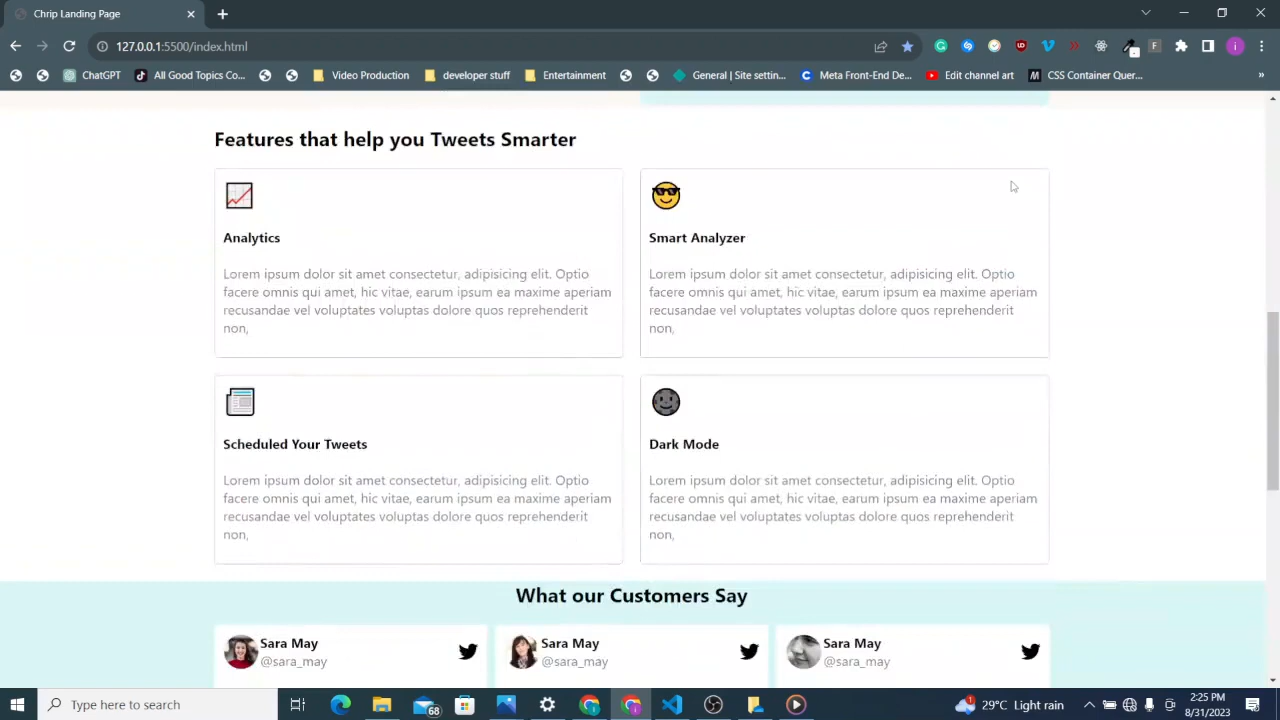 Chrip Landing Page
127.0.0.1:5500/index.html
ChatGPT
All Good Topics Co...
Video Production
developer stuff
Entertainment
General | Site settin...
Meta Front-End De...
Edit channel art
CSS Container Quer...
»
Features that help you Tweets Smarter
Analytics
Lorem ipsum dolor sit amet consectetur, adipisicing elit. Optio
facere omnis qui amet, hic vitae, earum ipsum ea maxime aperiam
recusandae vel voluptates voluptas dolore quos reprehenderit
non,
Smart Analyzer
Lorem ipsum dolor sit amet consectetur, adipisicing elit. Optio
facere omnis qui amet, hic vitae, earum ipsum ea maxime aperiam
recusandae vel voluptates voluptas dolore quos reprehenderit
non,
Scheduled Your Tweets
Lorem ipsum dolor sit amet consectetur, adipisicing elit. Optio
facere omnis qui amet, hic vitae, earum ipsum ea maxime aperiam
recusandae vel voluptates voluptas dolore quos reprehenderit
non,
Dark Mode
Lorem ipsum dolor sit amet consectetur, adipisicing elit. Optio
facere omnis qui amet, hic vitae, earum ipsum ea maxime aperiam
recusandae vel voluptates voluptas dolore quos reprehenderit
non,
What our Customers Say
Sara May
@sara_may
Sara May
@sara_may
Sara May
@sara_may
Type here to search
68
1
29°C Light rain
2:25 PM
8/31/2023